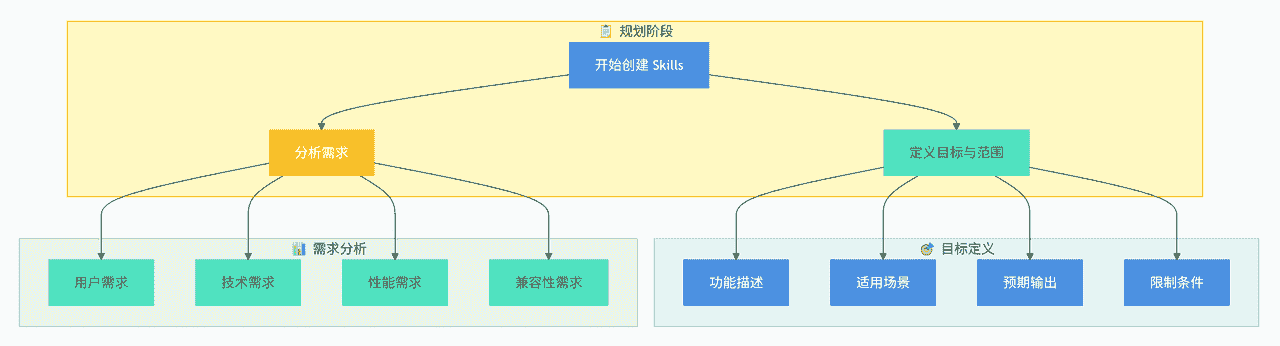 📋 规划阶段
开始创建 Skills
分析需求
定义目标与范围
📊 需求分析
🎯 目标定义
用户需求
技术需求
性能需求
兼容性需求
功能描述
适用场景
预期输出
限制条件